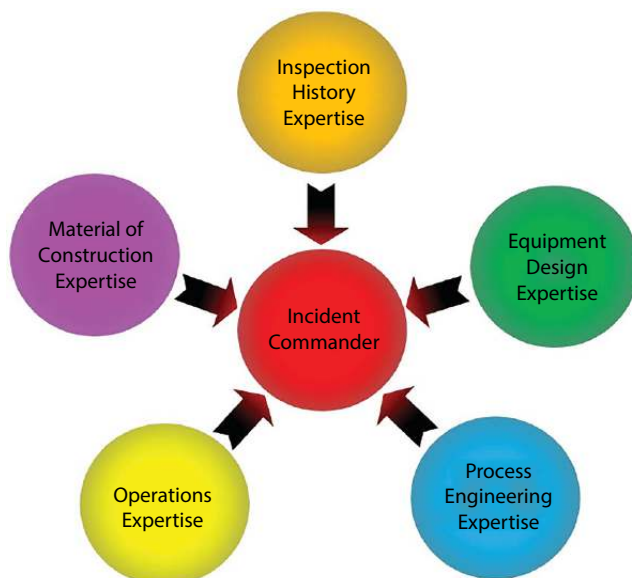 Inspection
History
Expertise
Material of
Construction
Expertise
Equipment
Design
Expertise
Incident
Commander
Operations
Expertise
Process
Engineering
Expertise